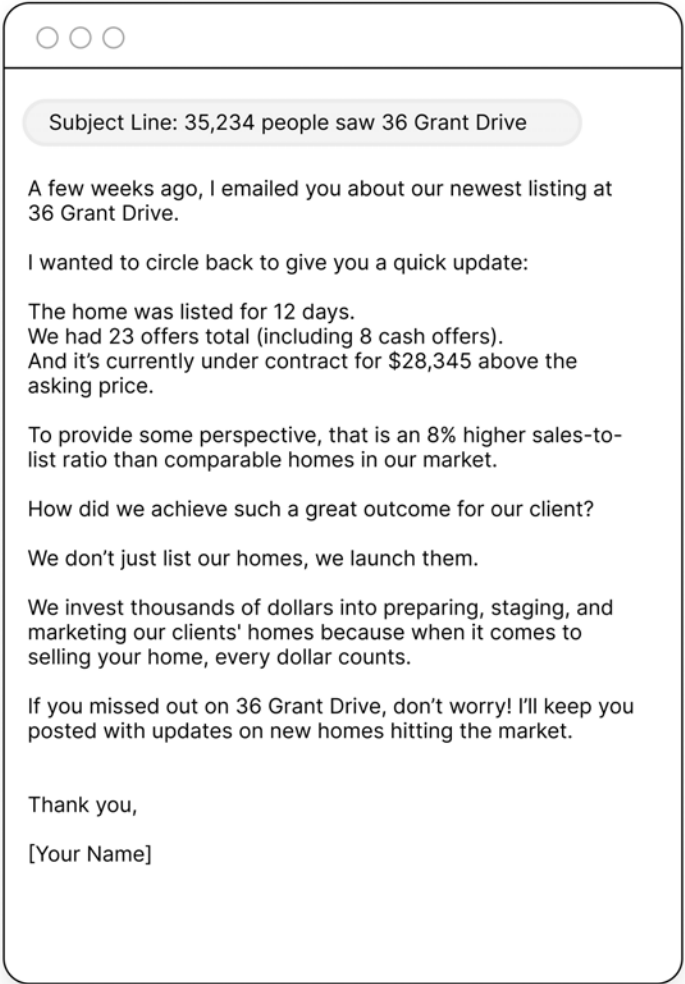 Subject Line: 35,234 people saw 36 Grant Drive
A few weeks ago, I emailed you about our newest listing at
36 Grant Drive.
I wanted to circle back to give you a quick update:
The home was listed for 12 days.
We had 23 offers total (including 8 cash offers).
And it’s currently under contract for $28,345 above the
asking price.
To provide some perspective, that is an 8% higher sales-to-
list ratio than comparable homes in our market.
How did we achieve such a great outcome for our client?
We don’t just list our homes, we launch them.
We invest thousands of dollars into preparing, staging, and
marketing our clients' homes because when it comes to
selling your home, every dollar counts.
If you missed out on 36 Grant Drive, don’t worry! I’ll keep you
posted with updates on new homes hitting the market.
Thank you,
[Your Name]